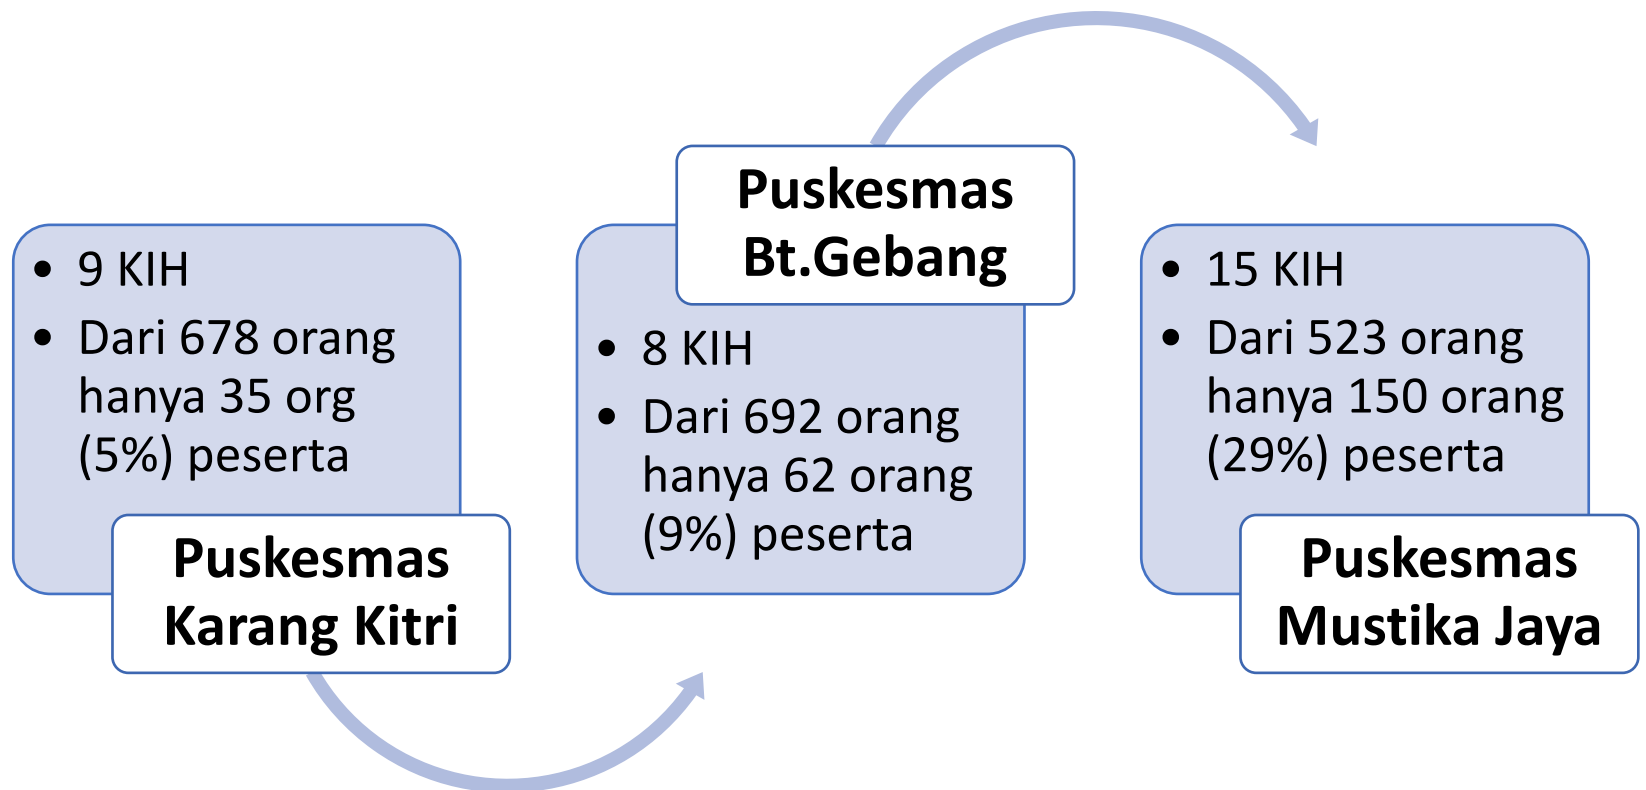 • 9 KIH
• Dari 678 orang
hanya 35 org
(5%) peserta
Puskesmas
Karang Kitri
Puskesmas
Bt.Gebang
• 8 KIH
• Dari 692 orang
hanya 62 orang
(9%) peserta
• 15 KIH
• Dari 523 orang
hanya 150 orang
(29%) peserta
Puskesmas
Mustika Jaya